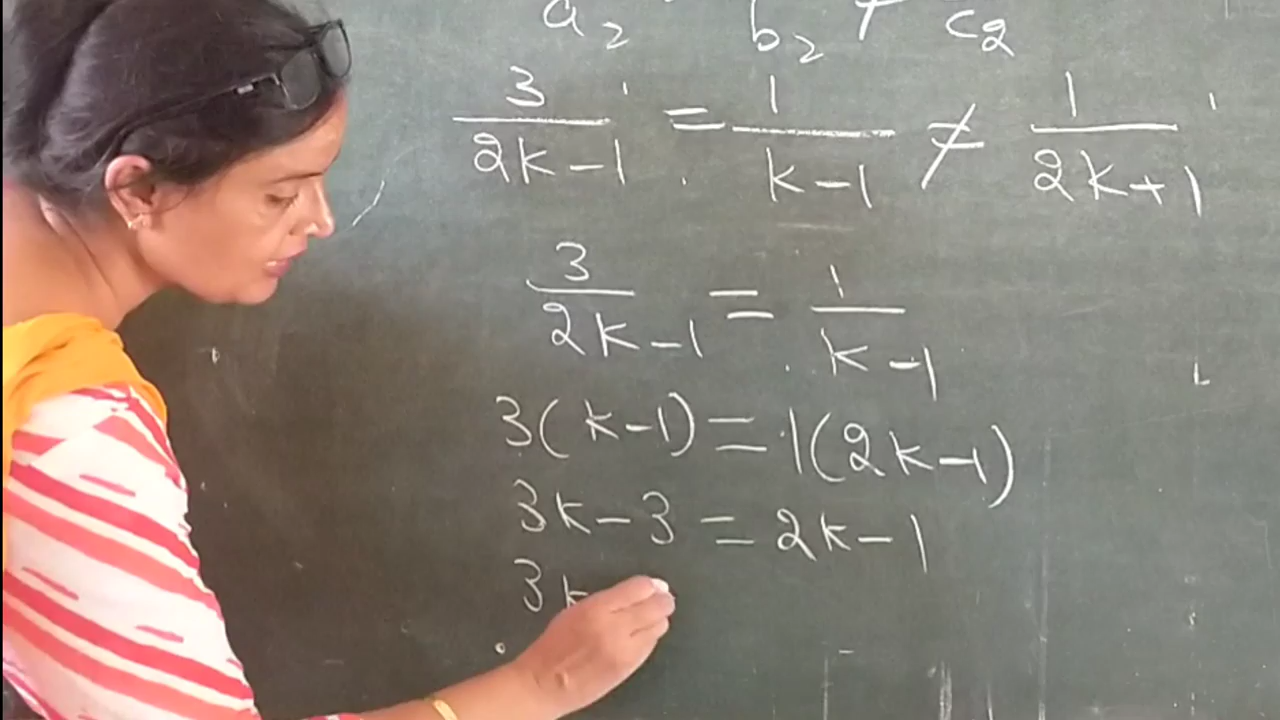 a₂ b₂ ≠ c₂
3/(2k-1) = 1/(k-1) ≠ 1/(2k+1)
3/(2k-1) = 1/(k-1)
3(k-1) = 1(2k-1)
3k-3 = 2k-1
3k